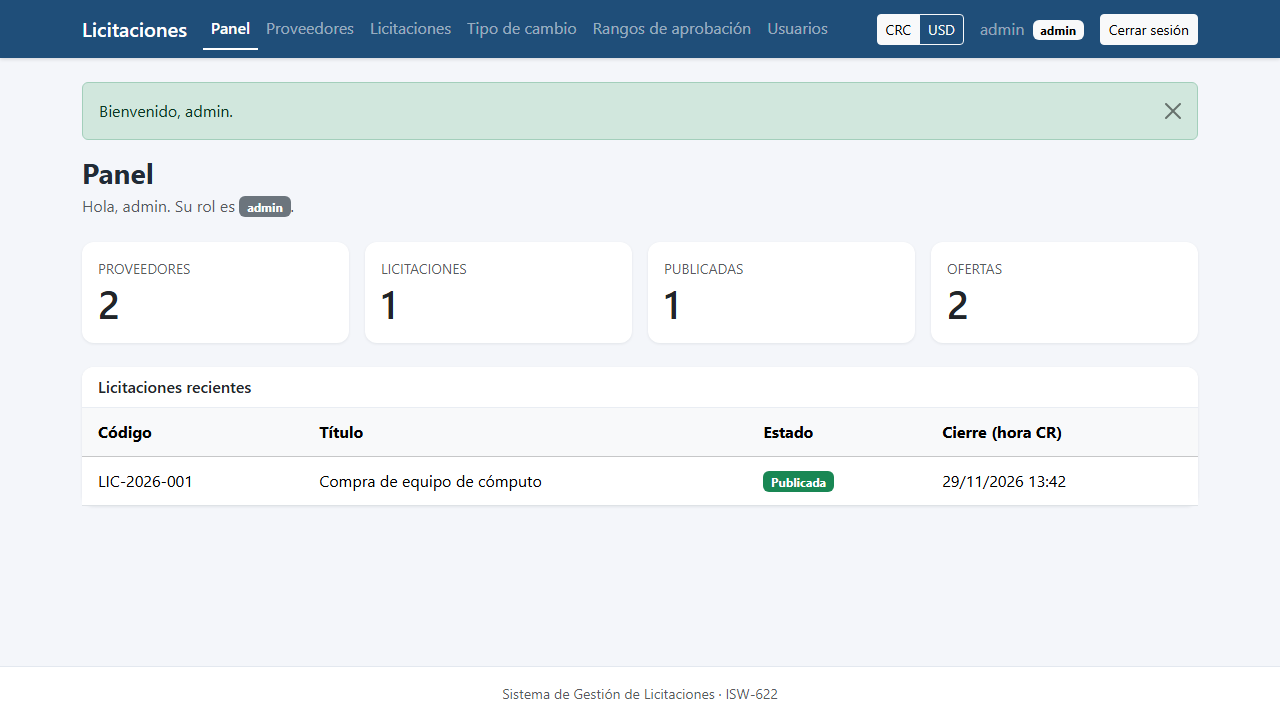 Licitaciones Panel Proveedores Licitaciones Tipo de cambio Rangos de aprobación Usuarios CRC USD admin admin Cerrar sesión
Bienvenido, admin.
Panel
Hola, admin. Su rol es admin.
PROVEEDORES LICITACIONES PUBLICADAS OFERTAS
2 1 1 2
Licitaciones recientes
Código Título Estado Cierre (hora CR)
LIC-2026-001 Compra de equipo de cómputo Publicada 29/11/2026 13:42
Sistema de Gestión de Licitaciones · ISW-622